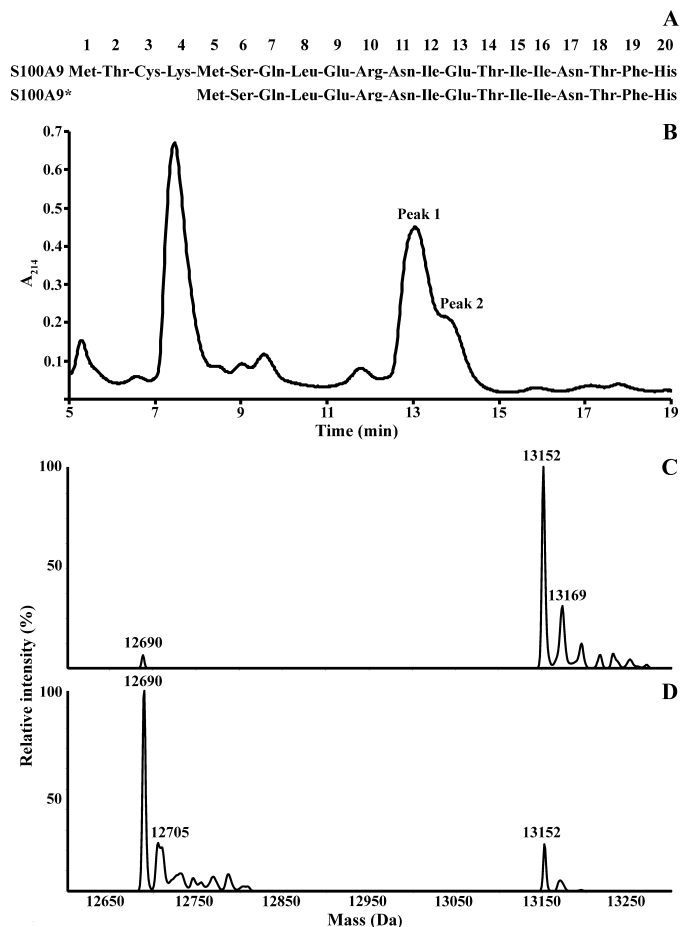 A
1 2 3 4 5 6 7 8 9 10 11 12 13 14 15 16 17 18 19 20
S100A9 Met-Thr-Cys-Lys-Met-Ser-Gln-Leu-Glu-Arg-Asn-Ile-Glu-Thr-Ile-Ile-Asn-Thr-Phe-His
S100A9* Met-Ser-Gln-Leu-Glu-Arg-Asn-Ile-Glu-Thr-Ile-Ile-Asn-Thr-Phe-His
B
0.7
0.6
0.5
0.4
0.3
0.2
0.1
A214
Peak 1
Peak 2
5 7 9 11 13 15 17 19
Time (min)
C
100
50
12690
13152
13169
Relative intensity (%)
D
100
50
12690
12705
13152
12650 12750 12850 12950 13050 13150 13250
Mass (Da)